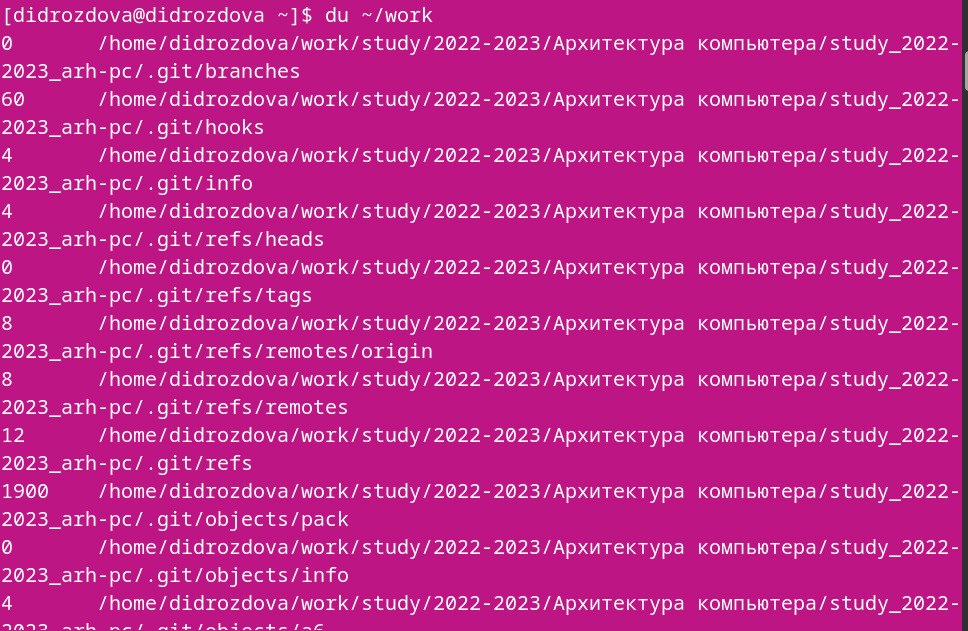 [didrozdova@didrozdova ~]$ du ~/work
0       /home/didrozdova/work/study/2022-2023/Архитектура компьютера/study_2022-
2023_arh-pc/.git/branches
60      /home/didrozdova/work/study/2022-2023/Архитектура компьютера/study_2022-
2023_arh-pc/.git/hooks
4       /home/didrozdova/work/study/2022-2023/Архитектура компьютера/study_2022-
2023_arh-pc/.git/info
4       /home/didrozdova/work/study/2022-2023/Архитектура компьютера/study_2022-
2023_arh-pc/.git/refs/heads
0       /home/didrozdova/work/study/2022-2023/Архитектура компьютера/study_2022-
2023_arh-pc/.git/refs/tags
8       /home/didrozdova/work/study/2022-2023/Архитектура компьютера/study_2022-
2023_arh-pc/.git/refs/remotes/origin
8       /home/didrozdova/work/study/2022-2023/Архитектура компьютера/study_2022-
2023_arh-pc/.git/refs/remotes
12      /home/didrozdova/work/study/2022-2023/Архитектура компьютера/study_2022-
2023_arh-pc/.git/refs
1900    /home/didrozdova/work/study/2022-2023/Архитектура компьютера/study_2022-
2023_arh-pc/.git/objects/pack
0       /home/didrozdova/work/study/2022-2023/Архитектура компьютера/study_2022-
2023_arh-pc/.git/objects/info
4       /home/didrozdova/work/study/2022-2023/Архитектура компьютера/study_2022-